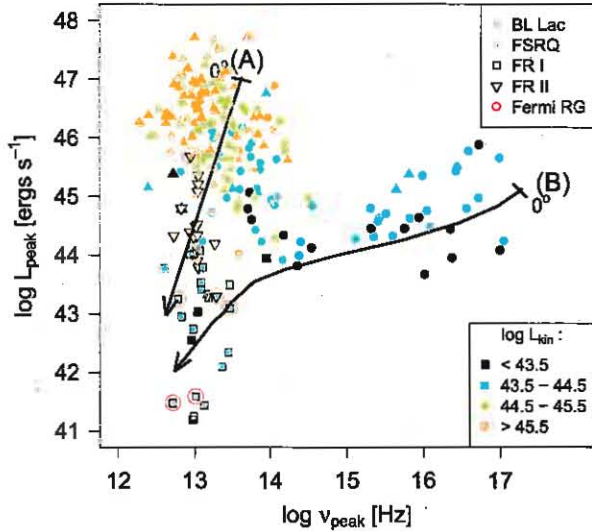 48
47
46
45
44
43
42
41
12
13
14
15
16
17
log L_peak [ergs s⁻¹]
log ν_peak [Hz]
0° (A)
(B)
0°
BL Lac
FSRQ
FR I
FR II
Fermi RG
log L_kin :
< 43.5
43.5 – 44.5
44.5 – 45.5
> 45.5